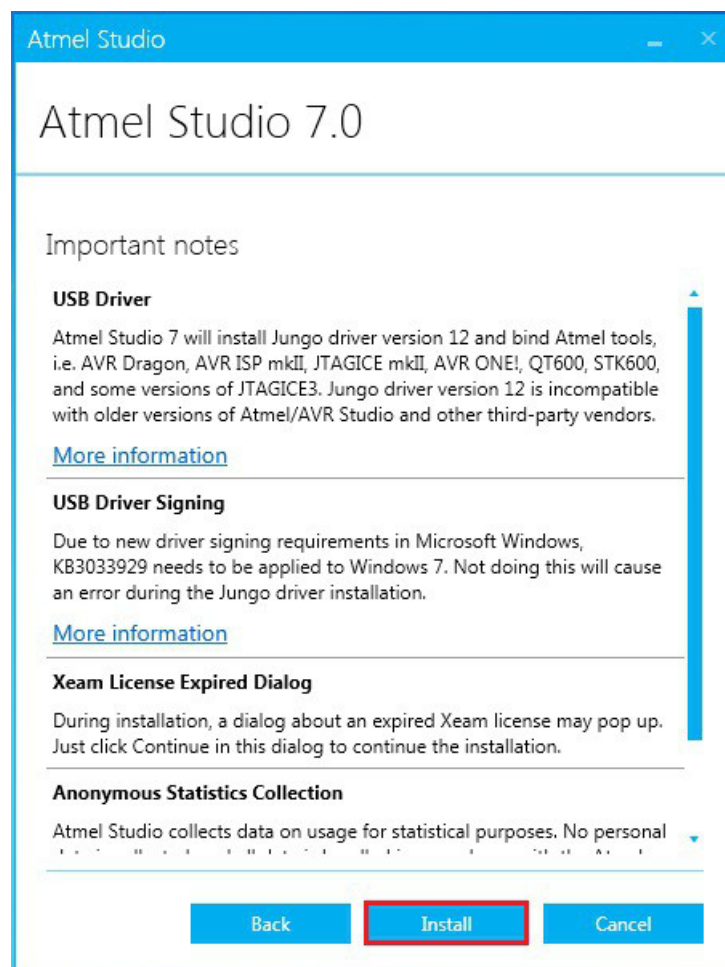 Atmel Studio
Atmel Studio 7.0
Important notes
USB Driver
Atmel Studio 7 will install Jungo driver version 12 and bind Atmel tools,
i.e. AVR Dragon, AVR ISP mkII, JTAGICE mkII, AVR ONE!, QT600, STK600,
and some versions of JTAGICE3. Jungo driver version 12 is incompatible
with older versions of Atmel/AVR Studio and other third-party vendors.
More information
USB Driver Signing
Due to new driver signing requirements in Microsoft Windows,
KB3033929 needs to be applied to Windows 7. Not doing this will cause
an error during the Jungo driver installation.
More information
Xeam License Expired Dialog
During installation, a dialog about an expired Xeam license may pop up.
Just click Continue in this dialog to continue the installation.
Anonymous Statistics Collection
Atmel Studio collects data on usage for statistical purposes. No personal
Back Install Cancel